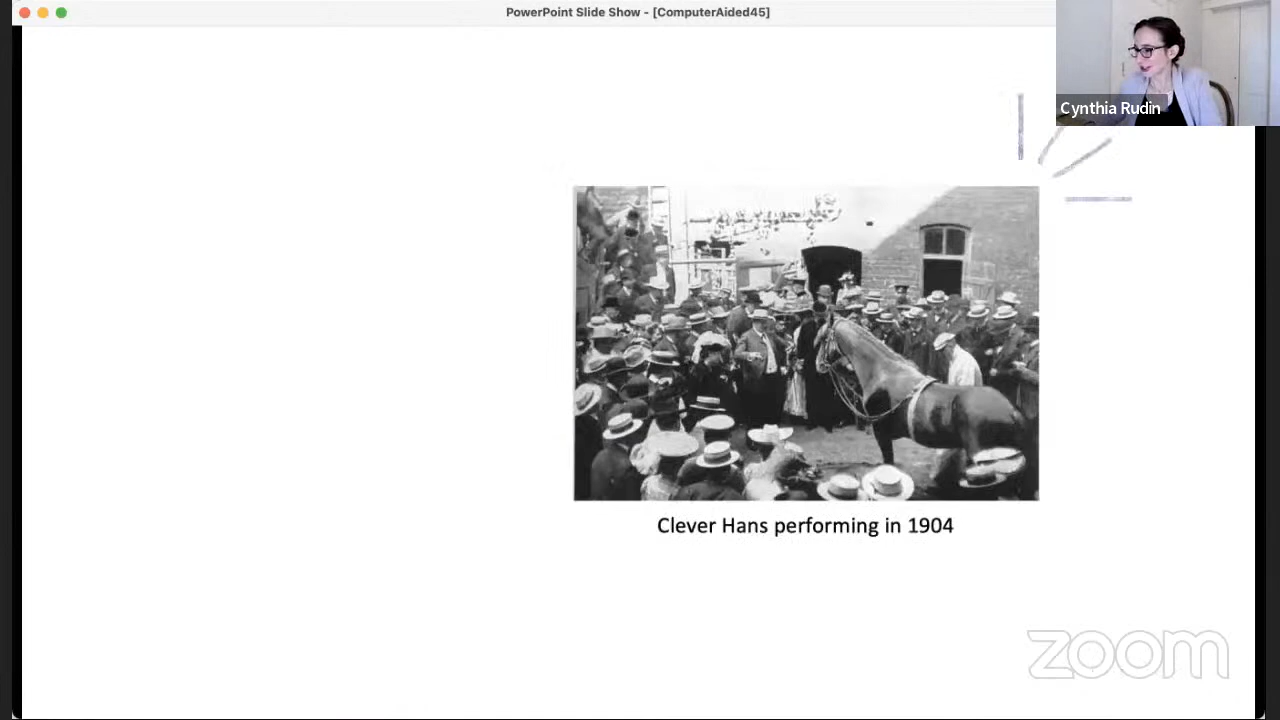 PowerPoint Slide Show - [ComputerAided45]
Cynthia Rudin
Clever Hans performing in 1904
zoom